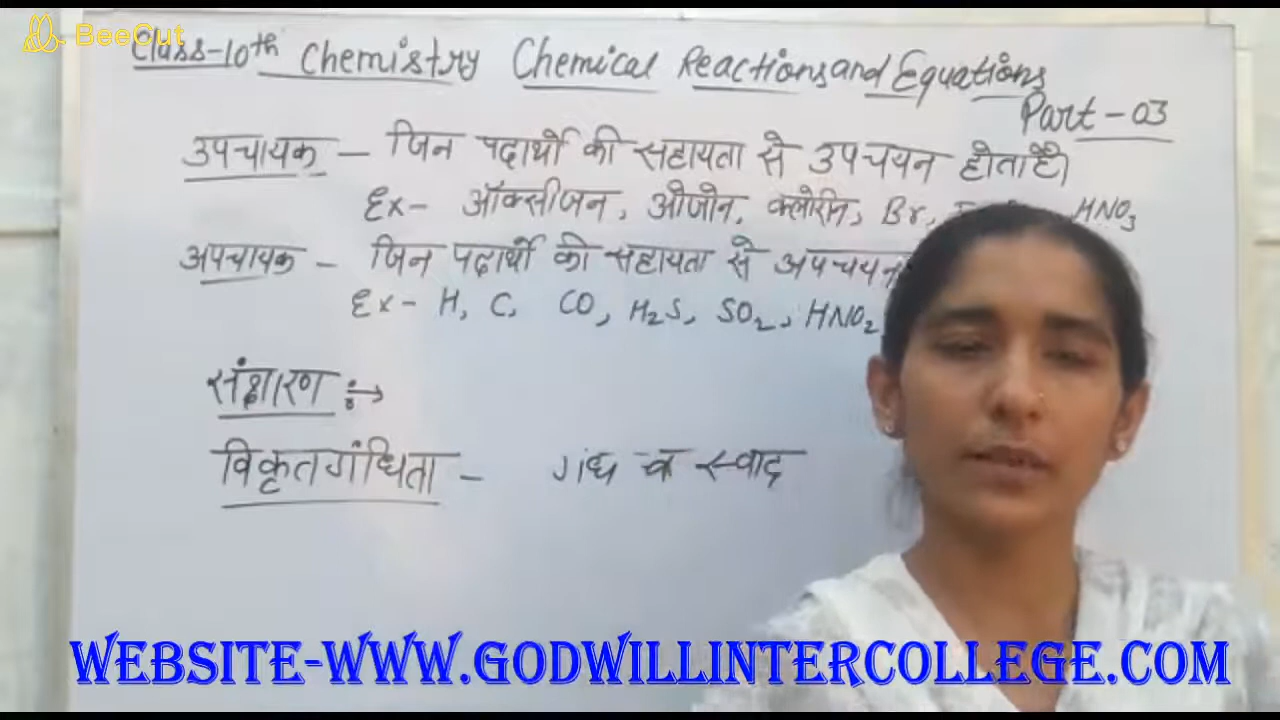 BeeCut
Class-10th Chemistry Chemical Reactions and Equations
Part-03
उपचायक - जिन पदार्थो की सहायता से उपचयन होता है।
Ex- ऑक्सीजन, ओजोन, क्लोरीन, Br, HNO3
अपचायक - जिन पदार्थो की सहायता से अपचयन
Ex- H, C, CO, H2S, SO2, HNO2
संक्षारण :→
विकृतगंधिता - गंध व स्वाद
WEBSITE-WWW.GODWILLINTERCOLLEGE.COM